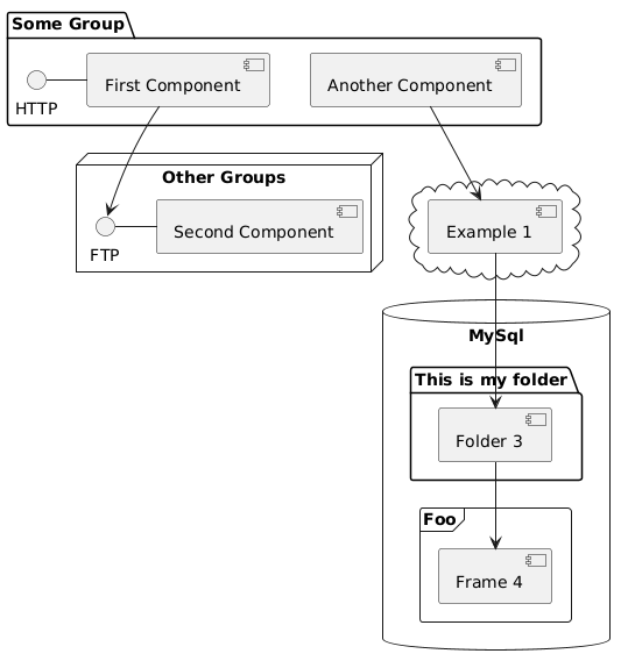 Some Group
First Component
Another Component
HTTP
Other Groups
Second Component
FTP
Example 1
MySql
This is my folder
Folder 3
Foo
Frame 4